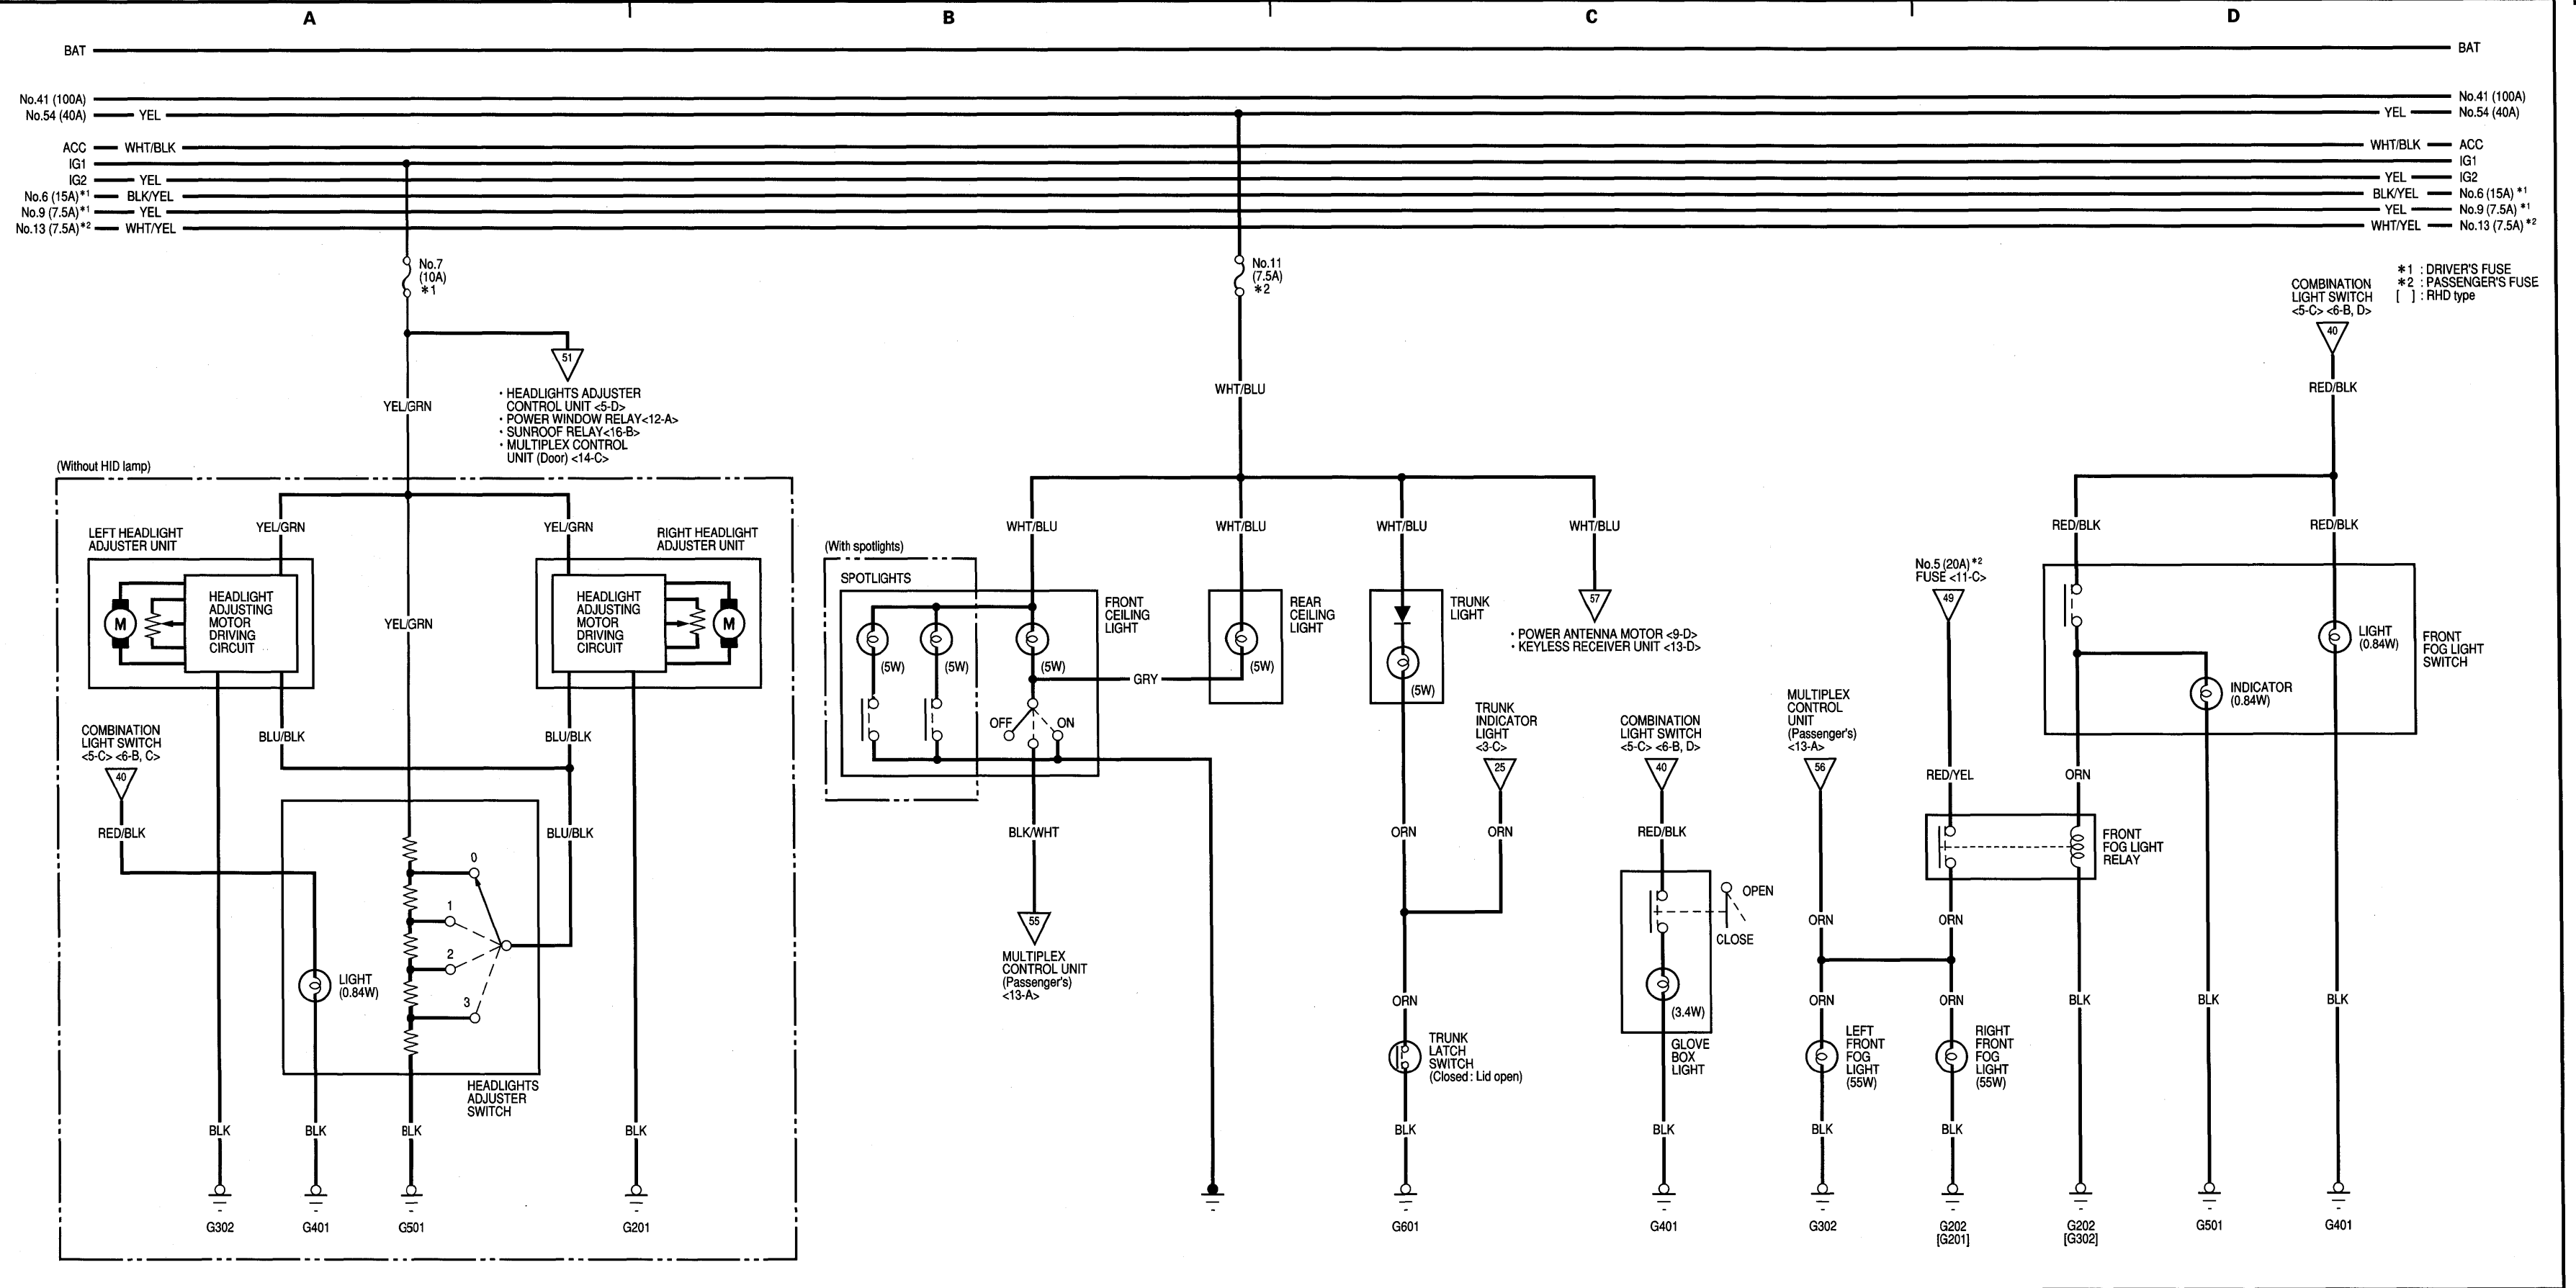 A
B
C
D
BAT
BAT
No.41 (100A)
No.41 (100A)
No.54 (40A)
YEL
YEL
No.54 (40A)
ACC
WHT/BLK
WHT/BLK
ACC
IG1
IG1
IG2
YEL
YEL
IG2
No.6 (15A)*1
BLK/YEL
BLK/YEL
No.6 (15A) *1
No.9 (7.5A)*1
YEL
YEL
No.9 (7.5A) *1
No.13 (7.5A)*2
WHT/YEL
WHT/YEL
No.13 (7.5A)*2
No.7
(10A)
*1
51
• HEADLIGHTS ADJUSTER
CONTROL UNIT <5-D>
• POWER WINDOW RELAY<12-A>
• SUNROOF RELAY<16-B>
• MULTIPLEX CONTROL
UNIT (Door) <14-C>
YEL/GRN
(Without HID lamp)
YEL/GRN
YEL/GRN
LEFT HEADLIGHT
ADJUSTER UNIT
RIGHT HEADLIGHT
ADJUSTER UNIT
M
HEADLIGHT
ADJUSTING
MOTOR
DRIVING
CIRCUIT
YEL/GRN
HEADLIGHT
ADJUSTING
MOTOR
DRIVING
CIRCUIT
M
COMBINATION
LIGHT SWITCH
<5-C> <6-B, C>
40
BLU/BLK
BLU/BLK
RED/BLK
BLU/BLK
0
1
2
3
LIGHT
(0.84W)
HEADLIGHTS
ADJUSTER
SWITCH
BLK
BLK
BLK
BLK
G302
G401
G501
G201
No.11
(7.5A)
*2
WHT/BLU
WHT/BLU
WHT/BLU
WHT/BLU
WHT/BLU
(With spotlights)
SPOTLIGHTS
(5W)
(5W)
(5W)
FRONT
CEILING
LIGHT
GRY
(5W)
REAR
CEILING
LIGHT
OFF
ON
BLK/WHT
55
MULTIPLEX
CONTROL UNIT
(Passenger's)
<13-A>
TRUNK
LIGHT
(5W)
57
• POWER ANTENNA MOTOR <9-D>
• KEYLESS RECEIVER UNIT <13-D>
TRUNK
INDICATOR
LIGHT
<3-C>
25
ORN
ORN
ORN
TRUNK
LATCH
SWITCH
(Closed : Lid open)
BLK
G601
COMBINATION
LIGHT SWITCH
<5-C> <6-B, D>
40
RED/BLK
OPEN
CLOSE
(3.4W)
GLOVE
BOX
LIGHT
BLK
G401
MULTIPLEX
CONTROL
UNIT
(Passenger's)
<13-A>
56
ORN
ORN
LEFT
FRONT
FOG
LIGHT
(55W)
BLK
G302
No.5 (20A)*2
FUSE <11-C>
49
RED/YEL
ORN
ORN
RIGHT
FRONT
FOG
LIGHT
(55W)
BLK
G202
[G201]
COMBINATION
LIGHT SWITCH
<5-C> <6-B, D>
40
*1 : DRIVER'S FUSE
*2 : PASSENGER'S FUSE
[ ] : RHD type
RED/BLK
RED/BLK
RED/BLK
LIGHT
(0.84W)
FRONT
FOG LIGHT
SWITCH
INDICATOR
(0.84W)
ORN
FRONT
FOG LIGHT
RELAY
BLK
BLK
BLK
G202
[G302]
G501
G401